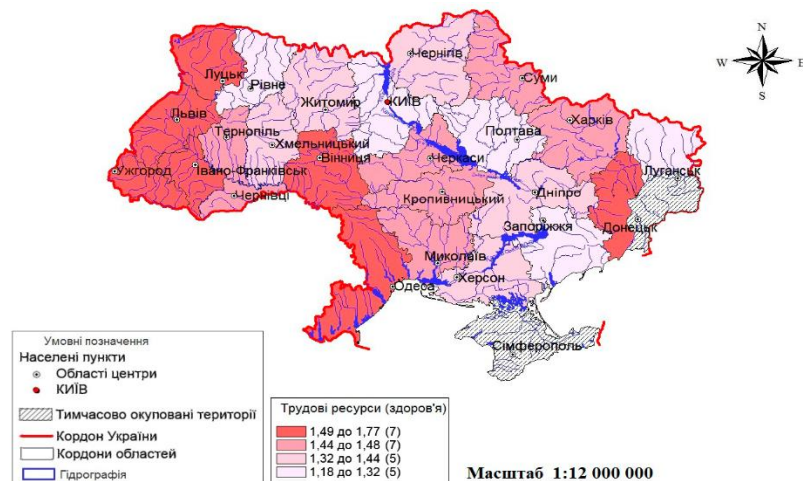 N
W E
S
Чернігів
Суми
Луцьк
Рівне
Житомир
КИЇВ
Львів
Тернопіль
Хмельницький
Полтава
Харків
Вінниця
Черкаси
Луганськ
Ужгород
Івано-Франківськ
Чернівці
Кропивницький
Дніпро
Запоріжжя
Донецьк
Миколаїв
Одеса
Херсон
Сімферополь
Умовні позначення
Населені пункти
Області центри
КИЇВ
Тимчасово окуповані території
Кордон України
Кордони областей
Гідрографія
Трудові ресурси (здоров'я)
1,49 до 1,77 (7)
1,44 до 1,48 (7)
1,32 до 1,44 (5)
1,18 до 1,32 (5)
Масштаб 1:12 000 000